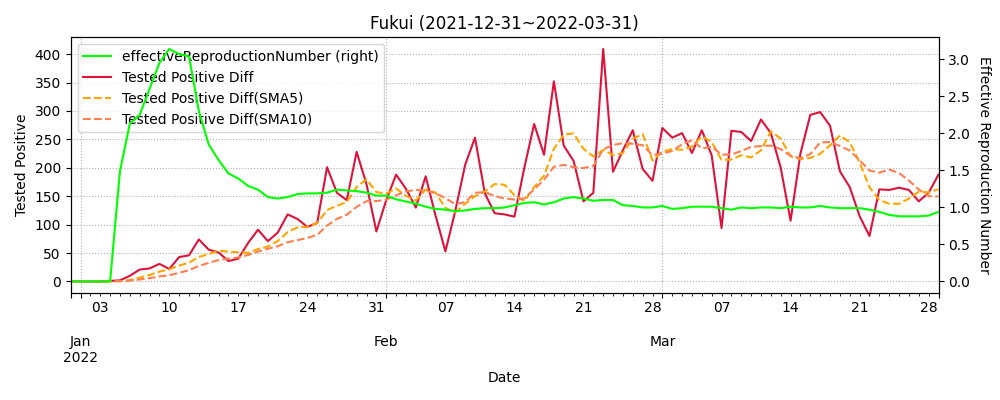 Fukui (2021-12-31~2022-03-31)
effectiveReproductionNumber (right)
Tested Positive Diff
Tested Positive Diff(SMA5)
Tested Positive Diff(SMA10)
Tested Positive
400
350
300
250
200
150
100
50
0
Effective Reproduction Number
3.0
2.5
2.0
1.5
1.0
0.5
0.0
03 10 17 24 31 07 14 21 28 07 14 21 28
Jan Feb Mar
2022
Date